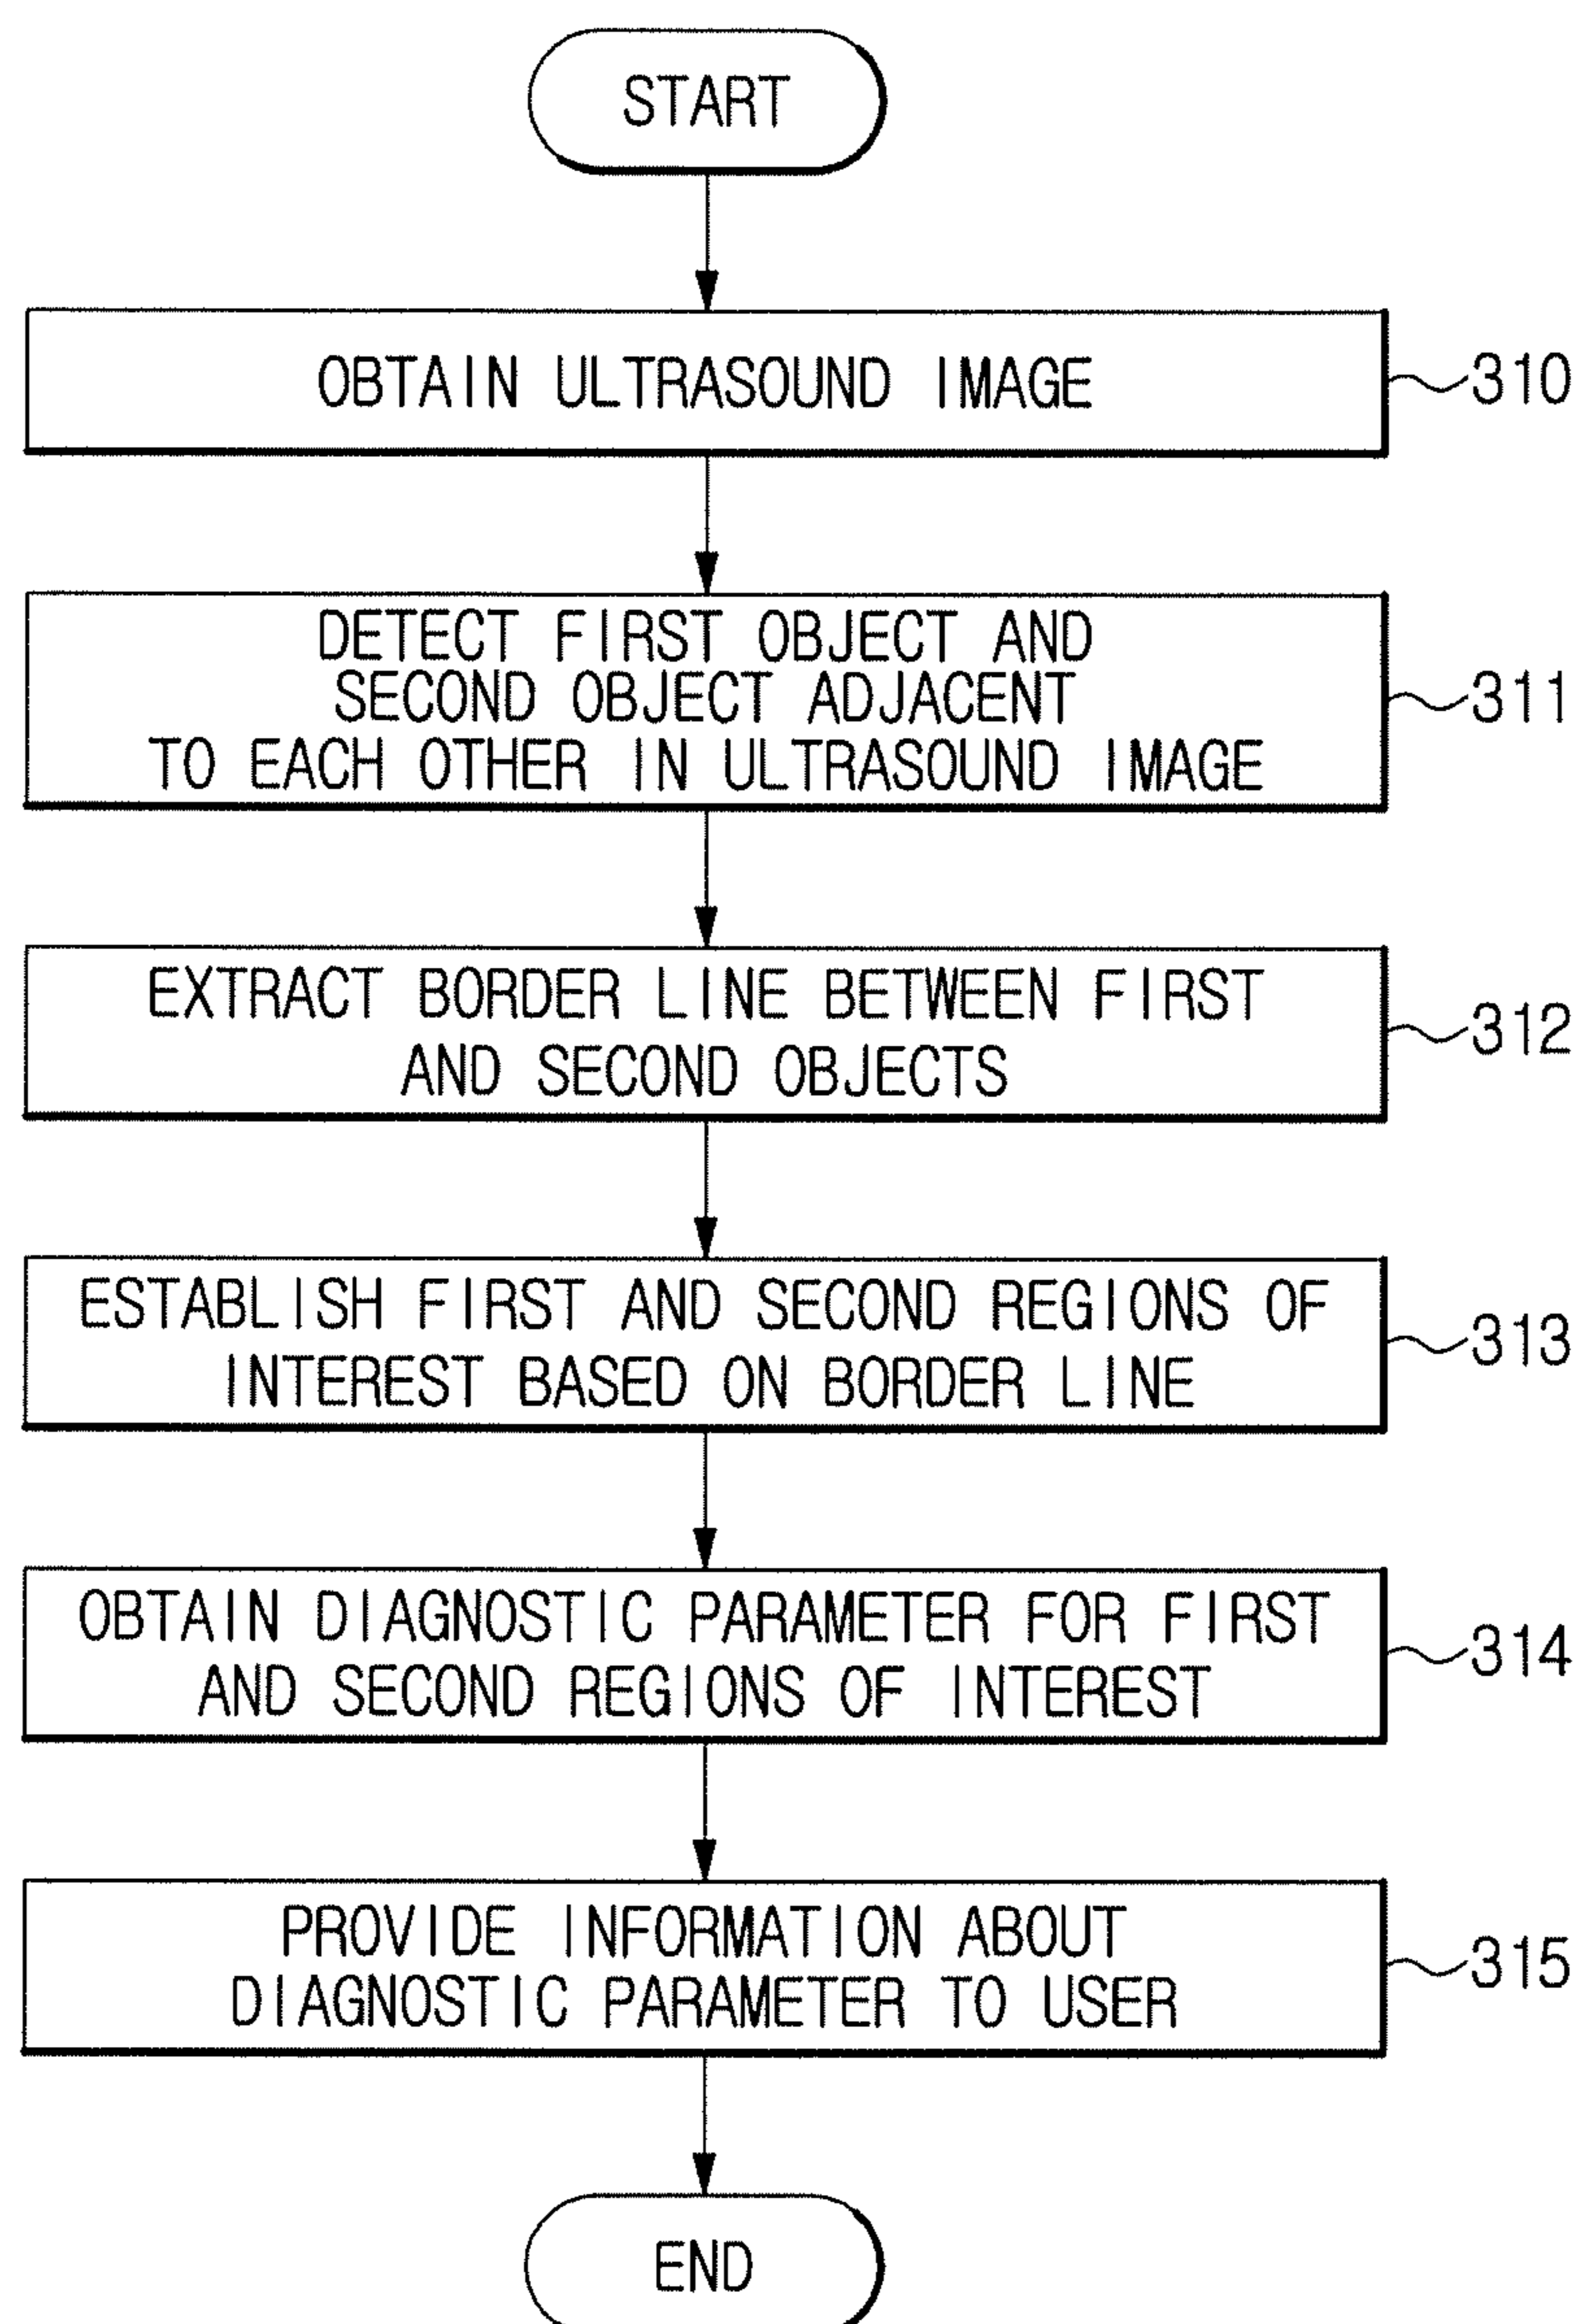 START
OBTAIN ULTRASOUND IMAGE
310
DETECT FIRST OBJECT AND
SECOND OBJECT ADJACENT
TO EACH OTHER IN ULTRASOUND IMAGE
311
EXTRACT BORDER LINE BETWEEN FIRST
AND SECOND OBJECTS
312
ESTABLISH FIRST AND SECOND REGIONS OF
INTEREST BASED ON BORDER LINE
313
OBTAIN DIAGNOSTIC PARAMETER FOR FIRST
AND SECOND REGIONS OF INTEREST
314
PROVIDE INFORMATION ABOUT
DIAGNOSTIC PARAMETER TO USER
315
END